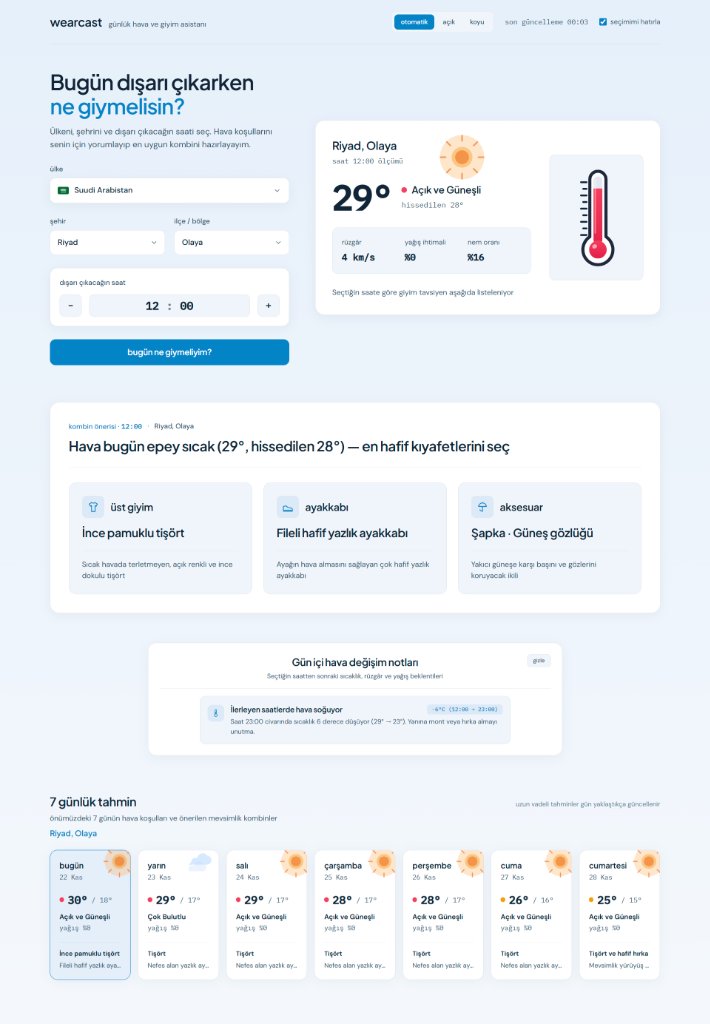 wearcast günlük hava ve giyim asistanı
otomatik açık koyu
son güncelleme 00:03
seçimimi hatırla
Bugün dışarı çıkarken
ne giymelisin?
Ülkeni, şehrini ve dışarı çıkacağın saati seç. Hava koşullarını
senin için yorumlayıp en uygun kombini hazırlayayım.
ülke
Suudi Arabistan
şehir
ilçe / bölge
Riyad
Olaya
dışarı çıkacağın saat
− 12 : 00 +
bugün ne giymeliyim?
Riyad, Olaya
saat 12:00 ölçümü
29°
Açık ve Güneşli
hissedilen 28°
rüzgâr
yağış ihtimali
nem oranı
4 km/s
%0
%16
Seçtiğin saate göre giyim tavsiyen aşağıda listeleniyor
kombin önerisi · 12:00 · Riyad, Olaya
Hava bugün epey sıcak (29°, hissedilen 28°) — en hafif kıyafetlerini seç
üst giyim
İnce pamuklu tişört
Sıcak havada terletmeyen, açık renkli ve ince
dokulu tişört
ayakkabı
Fileli hafif yazlık ayakkabı
Ayağın hava almasını sağlayan çok hafif yazlık
ayakkabı
aksesuar
Şapka · Güneş gözlüğü
Yakıcı güneşe karşı başını ve gözlerini
koruyacak ikili
Gün içi hava değişim notları
gizle
Seçtiğin saatten sonraki sıcaklık, rüzgâr ve yağış beklentileri
İlerleyen saatlerde hava soğuyor
-6°C (12:00 → 23:00)
Saat 23:00 civarında sıcaklık 6 derece düşüyor (29° → 23°). Yanına mont veya hırka almayı
unutma.
7 günlük tahmin
uzun vadeli tahminler gün yaklaştıkça güncellenir
önümüzdeki 7 günün hava koşulları ve önerilen mevsimlik kombinler
Riyad, Olaya
bugün
22 Kas
30° / 18°
Açık ve Güneşli
yağış %0
İnce pamuklu tişört
Fileli hafif yazlık aya...
yarın
23 Kas
29° / 17°
Çok Bulutlu
yağış %0
Tişört
Nefes alan yazlık ay...
salı
24 Kas
29° / 17°
Açık ve Güneşli
yağış %0
Tişört
Nefes alan yazlık ay...
çarşamba
25 Kas
28° / 17°
Açık ve Güneşli
yağış %0
Tişört
Nefes alan yazlık ay...
perşembe
26 Kas
28° / 17°
Açık ve Güneşli
yağış %0
Tişört
Nefes alan yazlık ay...
cuma
27 Kas
26° / 16°
Açık ve Güneşli
yağış %0
Tişört
Nefes alan yazlık ay...
cumartesi
28 Kas
25° / 15°
Açık ve Güneşli
yağış %0
Tişört ve hafif hırka
Mevsimlik yürüyüş ...